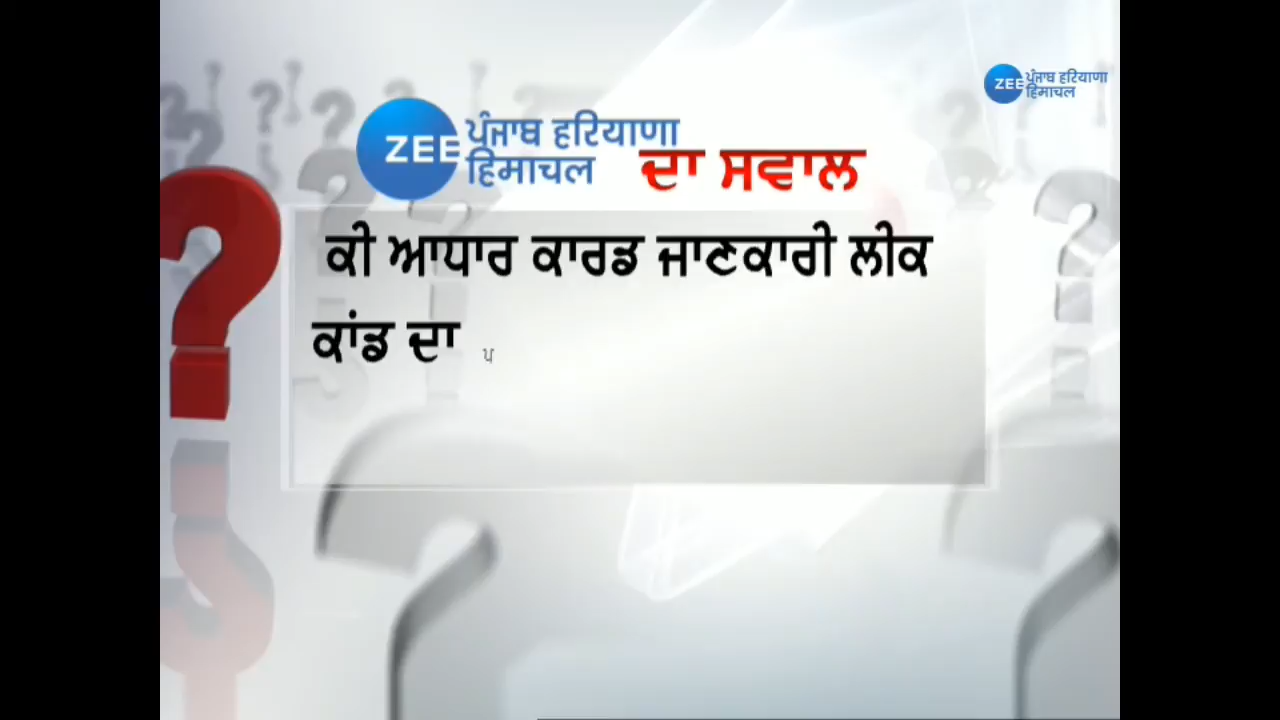 ZEE ਪੰਜਾਬ ਹਰਿਆਣਾ
ਹਿਮਾਚਲ
ZEE ਪੰਜਾਬ ਹਰਿਆਣਾ
ਹਿਮਾਚਲ
ਦਾ ਸਵਾਲ
ਕੀ ਆਧਾਰ ਕਾਰਡ ਜਾਣਕਾਰੀ ਲੀਕ
ਕਾਂਡ ਦਾ ਪ